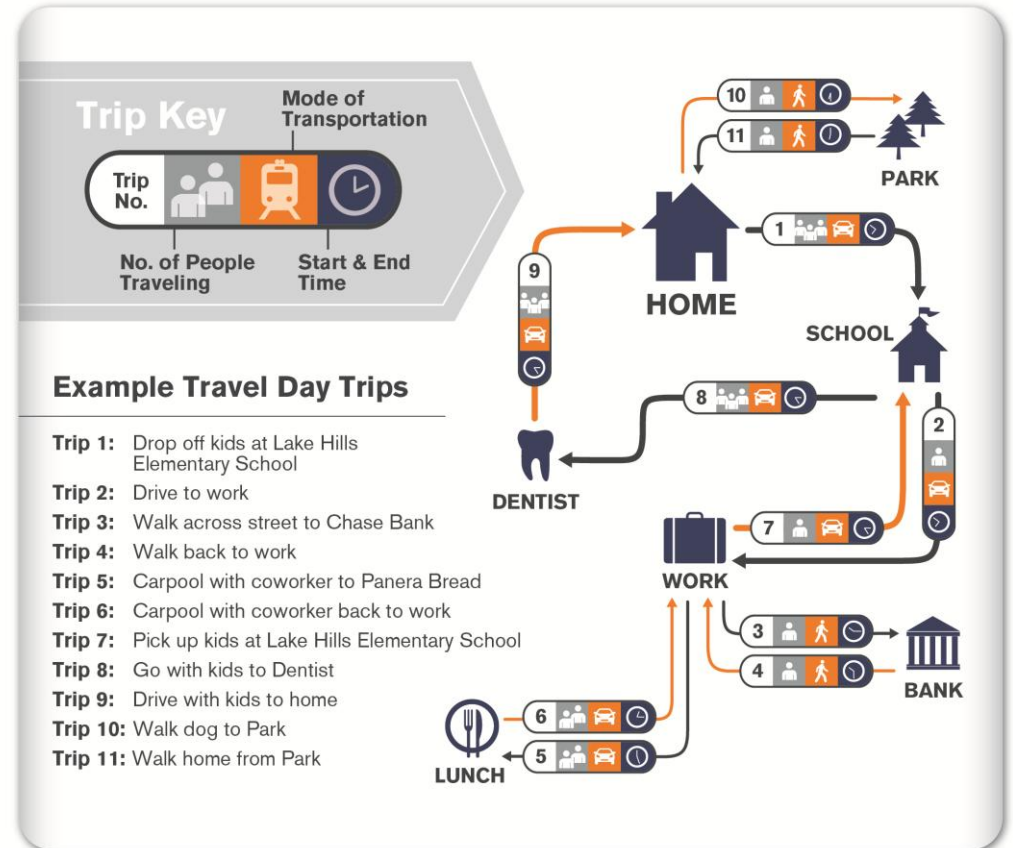 Trip Key
Mode of
Transportation
Trip
No.
No. of People
Traveling
Start & End
Time
Example Travel Day Trips
Trip 1: Drop off kids at Lake Hills
Elementary School
Trip 2: Drive to work
Trip 3: Walk across street to Chase Bank
Trip 4: Walk back to work
Trip 5: Carpool with coworker to Panera Bread
Trip 6: Carpool with coworker back to work
Trip 7: Pick up kids at Lake Hills Elementary School
Trip 8: Go with kids to Dentist
Trip 9: Drive with kids to home
Trip 10: Walk dog to Park
Trip 11: Walk home from Park
10
11
PARK
HOME
1
9
SCHOOL
8
2
DENTIST
7
WORK
3
4
BANK
6
5
LUNCH